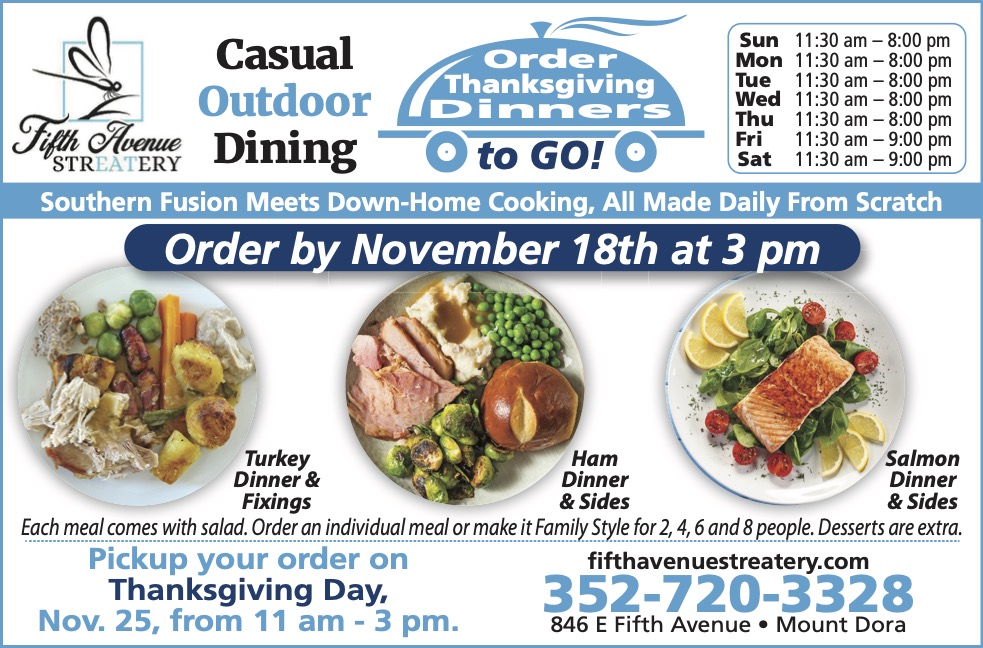 Fifth Avenue
STREATERY
Casual
Outdoor
Dining
Order
Thanksgiving
Dinners
to GO!
Sun 11:30 am – 8:00 pm
Mon 11:30 am – 8:00 pm
Tue 11:30 am – 8:00 pm
Wed 11:30 am – 8:00 pm
Thu 11:30 am – 8:00 pm
Fri 11:30 am – 9:00 pm
Sat 11:30 am – 9:00 pm
Southern Fusion Meets Down-Home Cooking, All Made Daily From Scratch
Order by November 18th at 3 pm
Turkey
Dinner &
Fixings
Ham
Dinner
& Sides
Salmon
Dinner
& Sides
Each meal comes with salad. Order an individual meal or make it Family Style for 2, 4, 6 and 8 people. Desserts are extra.
Pickup your order on
Thanksgiving Day,
Nov. 25, from 11 am - 3 pm.
fifthavenuestreatery.com
352-720-3328
846 E Fifth Avenue • Mount Dora